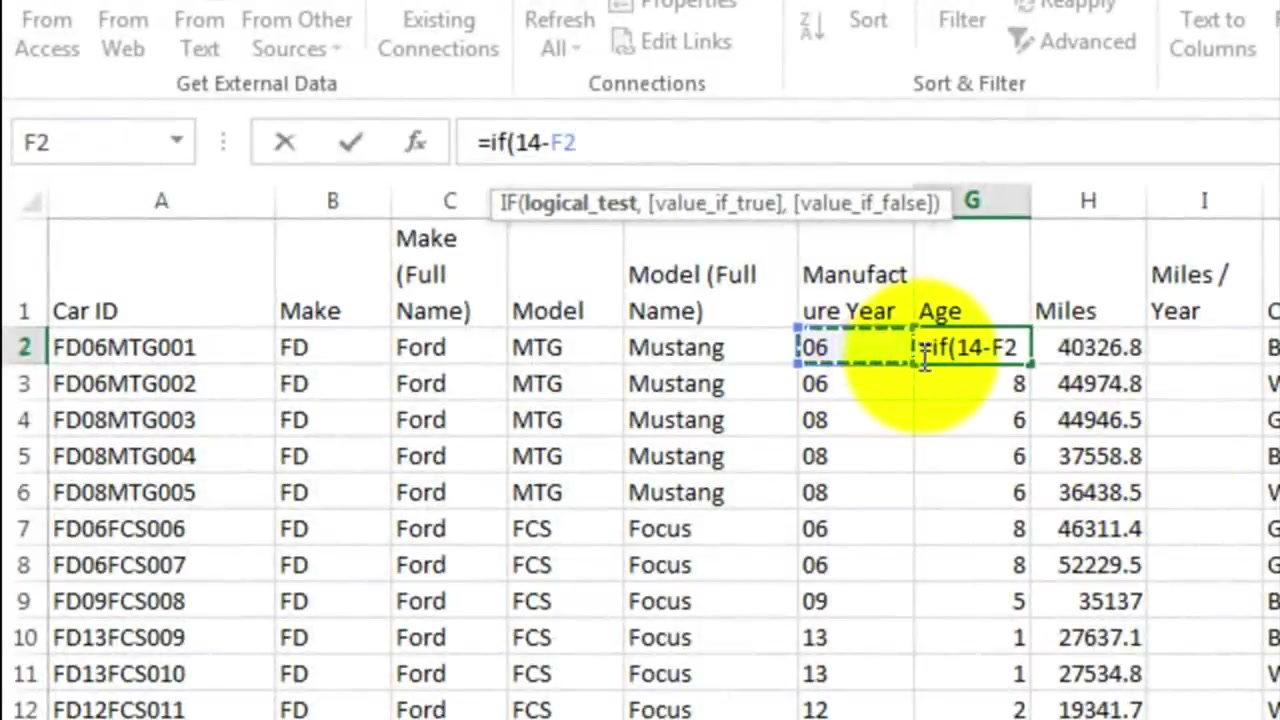 Properties
Reapply
From Access
From Web
From Text
From Other Sources
Existing Connections
Refresh All
Edit Links
Sort
Filter
Advanced
Text to Columns
Get External Data
Connections
Sort & Filter
F2
=if(14-F2
IF(logical_test, [value_if_true], [value_if_false])
A B C G H I
1 Car ID Make Make (Full Name) Model Model (Full Name) Manufacture Year Age Miles Miles / Year
2 FD06MTG001 FD Ford MTG Mustang 06 =if(14-F2 40326.8 B
3 FD06MTG002 FD Ford MTG Mustang 06 8 44974.8
4 FD08MTG003 FD Ford MTG Mustang 08 6 44946.5 G
5 FD08MTG004 FD Ford MTG Mustang 08 6 37558.8 B
6 FD08MTG005 FD Ford MTG Mustang 08 6 36438.5
7 FD06FCS006 FD Ford FCS Focus 06 8 46311.4 G
8 FD06FCS007 FD Ford FCS Focus 06 8 52229.5 G
9 FD09FCS008 FD Ford FCS Focus 09 5 35137 B
10 FD13FCS009 FD Ford FCS Focus 13 1 27637.1 B
11 FD13FCS010 FD Ford FCS Focus 13 1 27534.8
12 FD12FCS011 FD Ford FCS Focus 12 2 19341.7